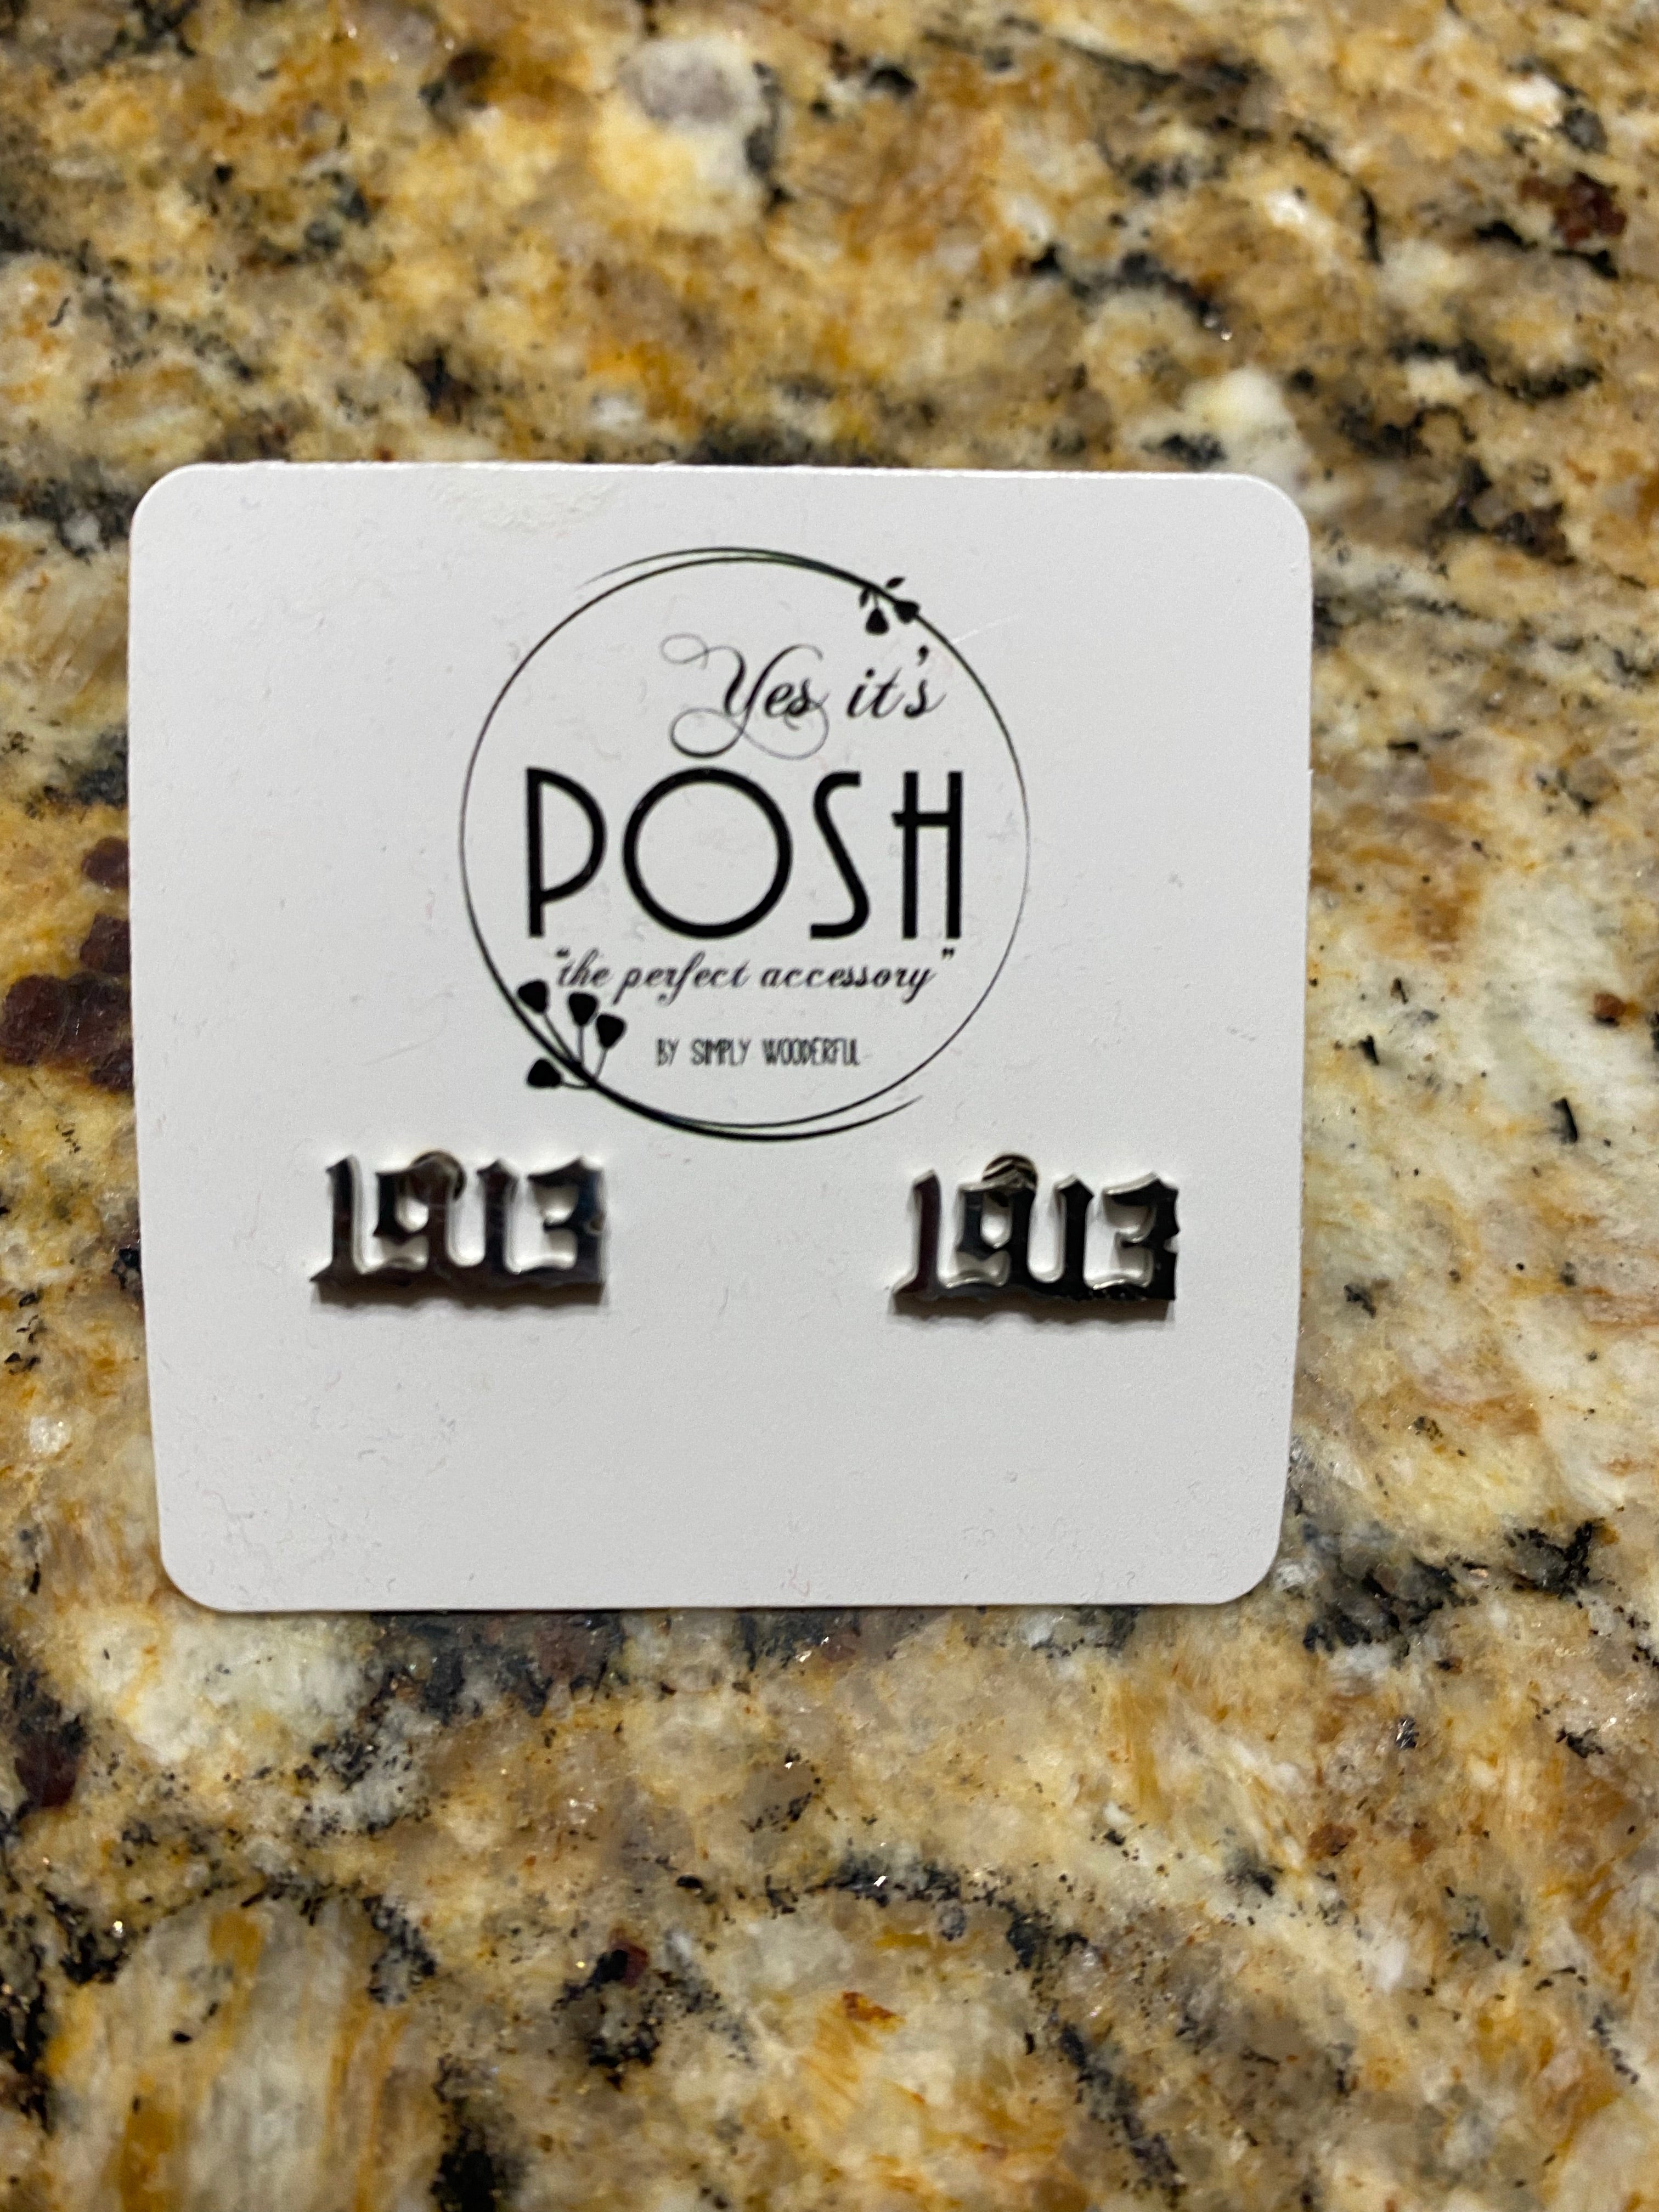 Yes it's
POSH
"the perfect accessory"
BY SIMPLY WOODERFUL
1913 1913